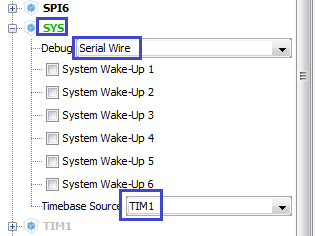 SPI6
SYS
Debug Serial Wire
System Wake-Up 1
System Wake-Up 2
System Wake-Up 3
System Wake-Up 4
System Wake-Up 5
System Wake-Up 6
Timebase Source TIM1
TIM1